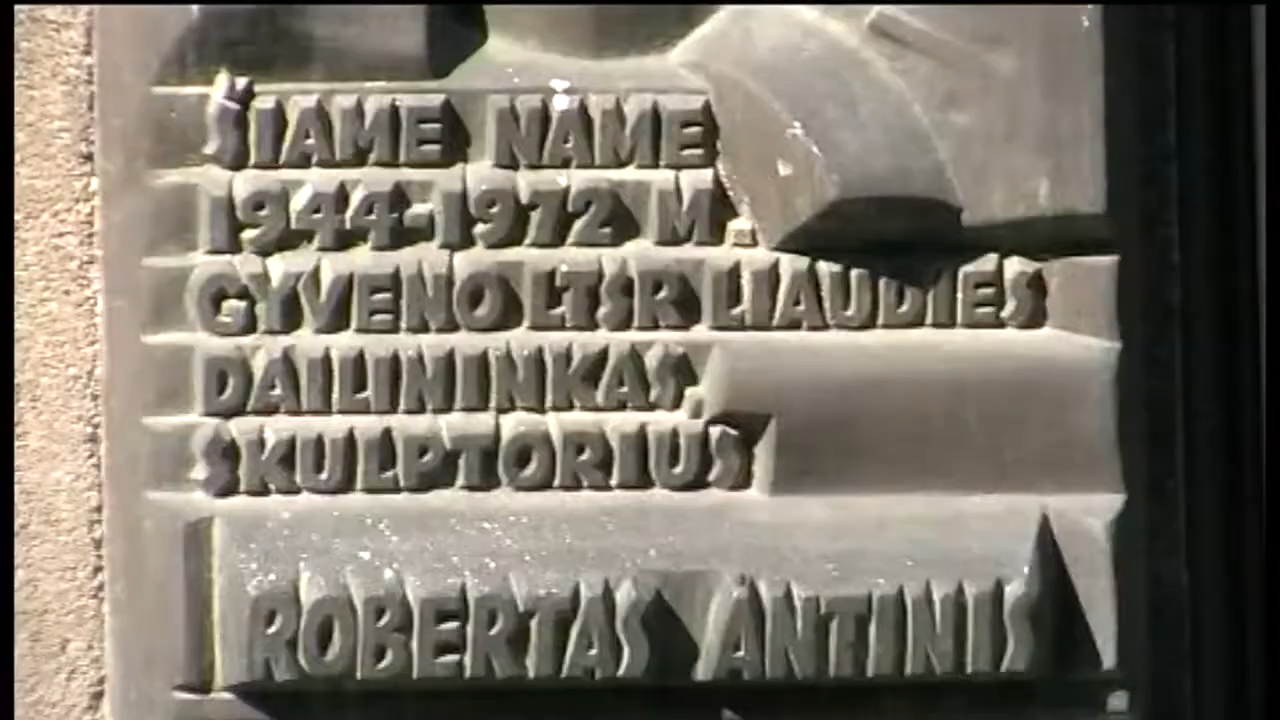 ŠIAME NAME
1944-1972 M.
GYVENO LTSR LIAUDIES
DAILININKAS,
SKULPTORIUS
ROBERTAS ANTINIS